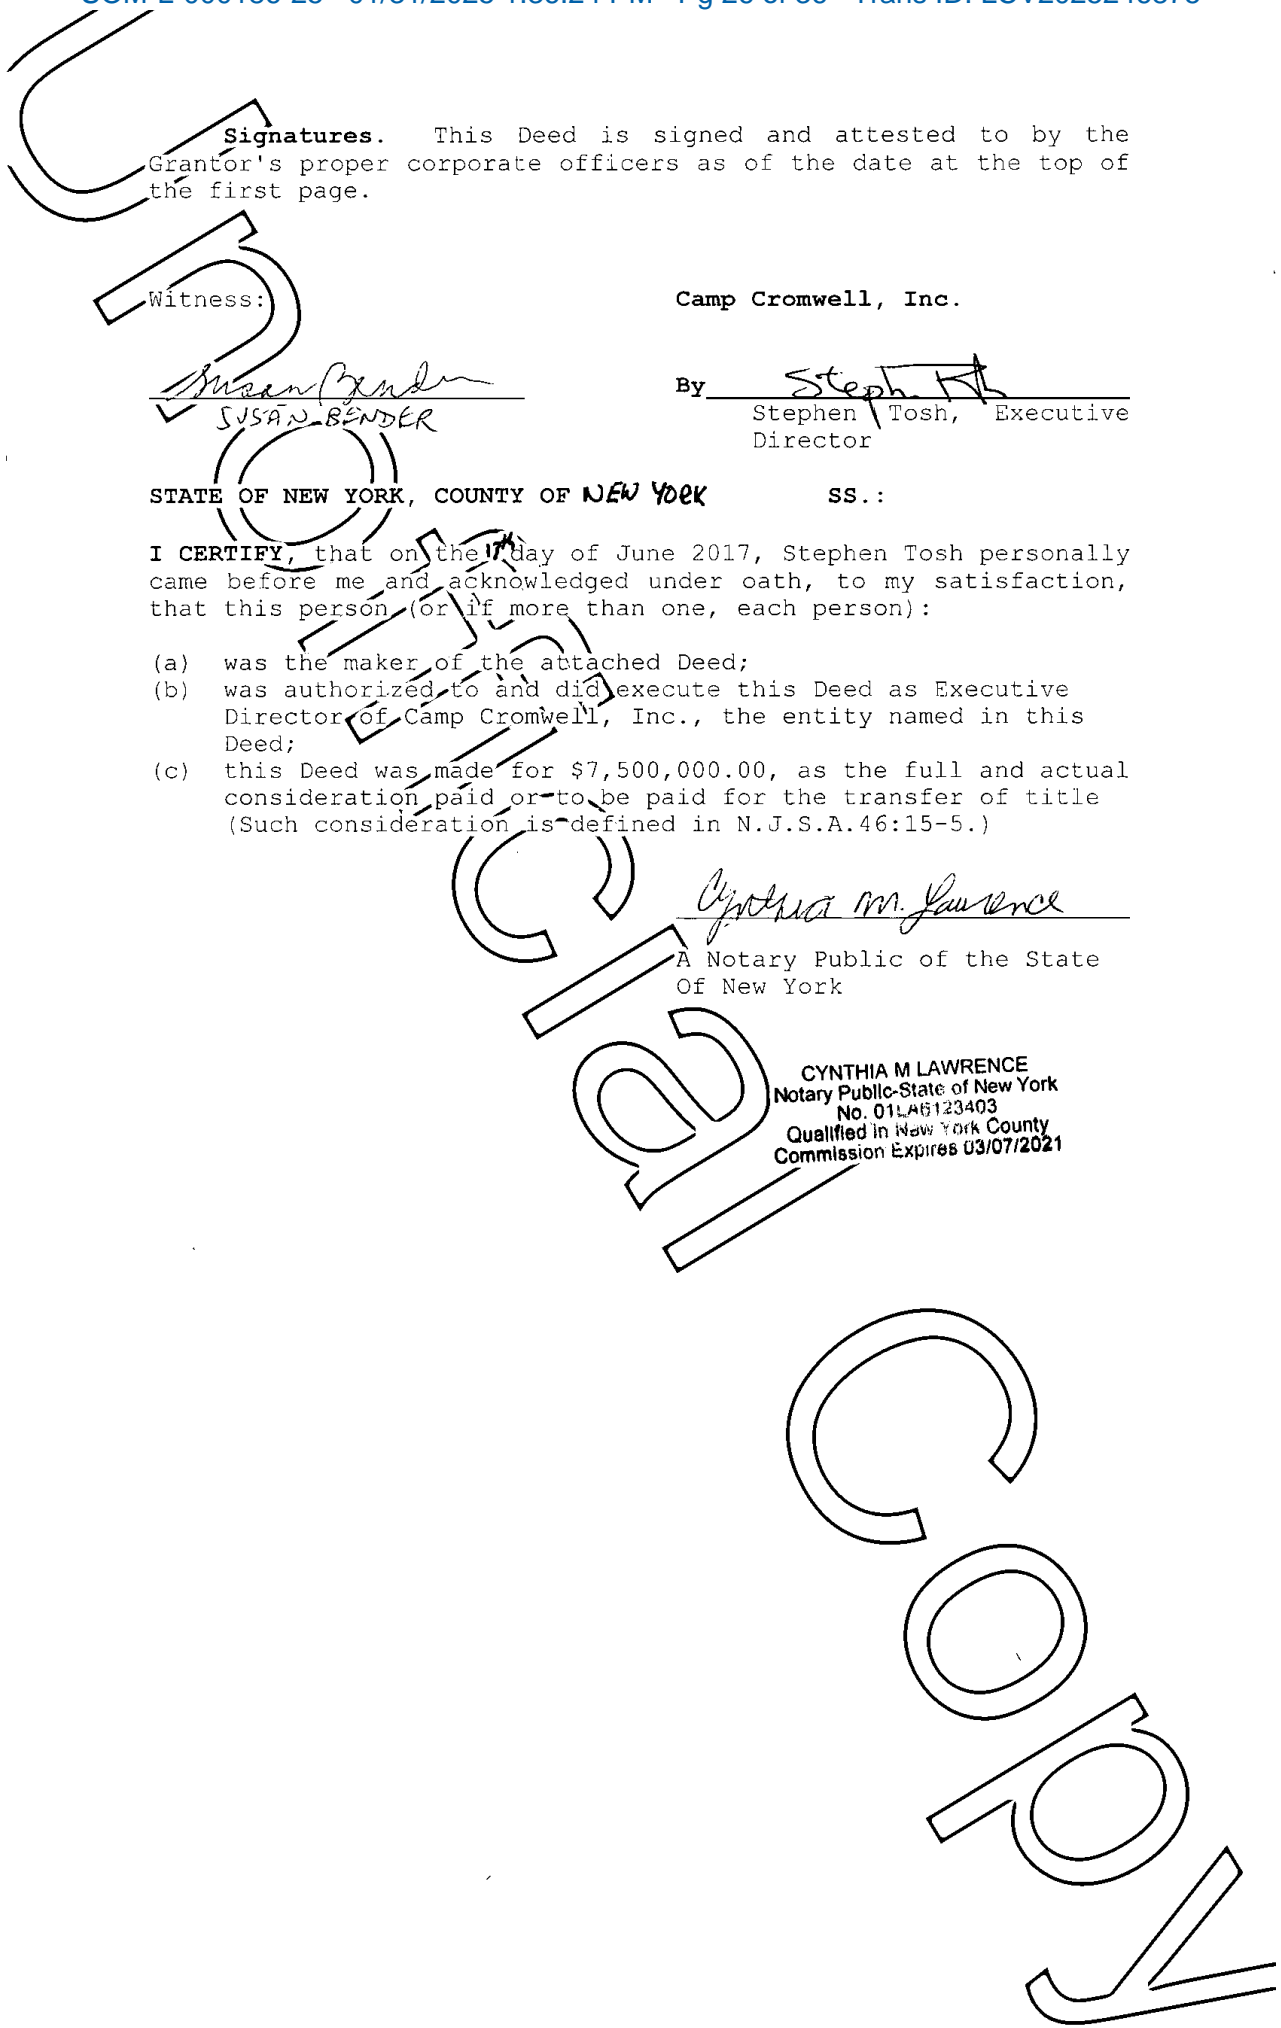 Signatures. This Deed is signed and attested to by the
Grantor's proper corporate officers as of the date at the top of
the first page.
Witness:
Camp Cromwell, Inc.
Susan Bender
SUSAN BENDER
By
Stephen Tosh, Executive
Director
STATE OF NEW YORK, COUNTY OF NEW YORK SS.:
I CERTIFY, that on the day of June 2017, Stephen Tosh personally
came before me and acknowledged under oath, to my satisfaction,
that this person (or if more than one, each person):
(a) was the maker of the attached Deed;
(b) was authorized to and did execute this Deed as Executive
Director of Camp Cromwell, Inc., the entity named in this
Deed;
(c) this Deed was made for $7,500,000.00, as the full and actual
consideration paid or to be paid for the transfer of title
(Such consideration is defined in N.J.S.A.46:15-5.)
Cynthia M. Lawrence
A Notary Public of the State
Of New York
CYNTHIA M LAWRENCE
Notary Public-State of New York
No. 01LA6123403
Qualified in New York County
Commission Expires 03/07/2021
Unofficial Copy